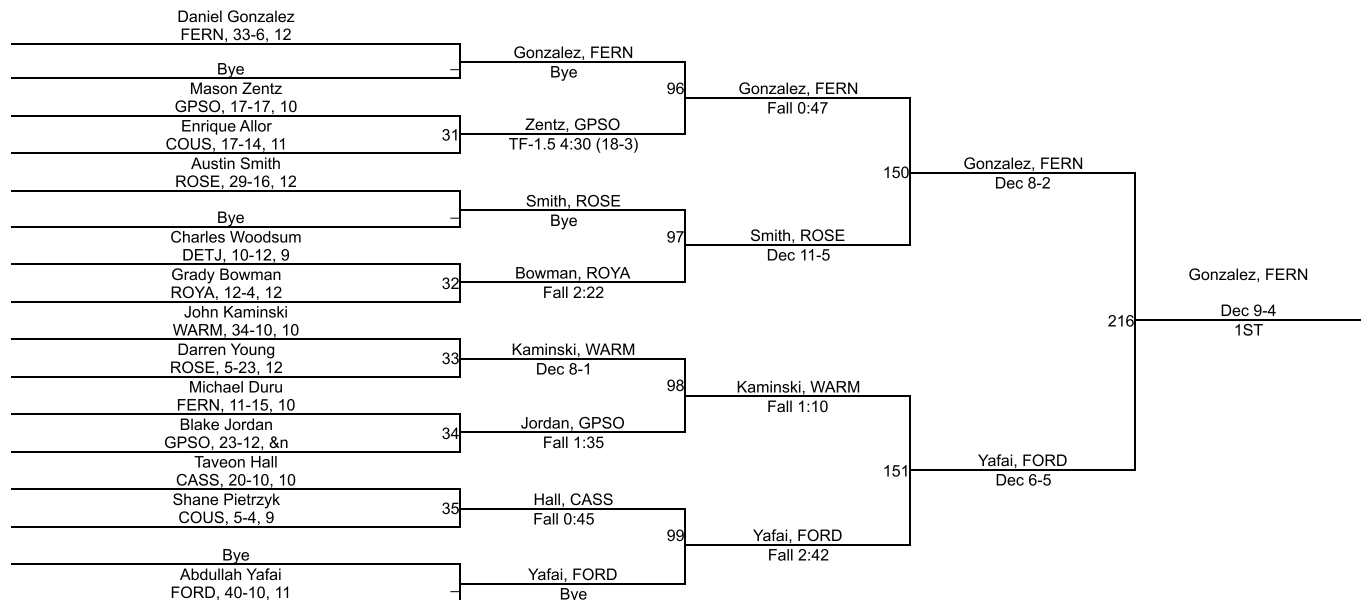 Daniel Gonzalez
FERN, 33-6, 12
Bye
–
Mason Zentz
GPSO, 17-17, 10
Enrique Allor
COUS, 17-14, 11
31
Austin Smith
ROSE, 29-16, 12
Bye
–
Charles Woodsum
DETJ, 10-12, 9
Grady Bowman
ROYA, 12-4, 12
32
John Kaminski
WARM, 34-10, 10
Darren Young
ROSE, 5-23, 12
33
Michael Duru
FERN, 11-15, 10
Blake Jordan
GPSO, 23-12, &n
34
Taveon Hall
CASS, 20-10, 10
Shane Pietrzyk
COUS, 5-4, 9
35
Bye
Abdullah Yafai
FORD, 40-10, 11
–
Gonzalez, FERN
Bye
96
Zentz, GPSO
TF-1.5 4:30 (18-3)
Smith, ROSE
Bye
97
Bowman, ROYA
Fall 2:22
Kaminski, WARM
Dec 8-1
98
Jordan, GPSO
Fall 1:35
Hall, CASS
Fall 0:45
99
Yafai, FORD
Bye
Gonzalez, FERN
Fall 0:47
150
Smith, ROSE
Dec 11-5
Kaminski, WARM
Fall 1:10
151
Yafai, FORD
Fall 2:42
Gonzalez, FERN
Dec 8-2
216
Yafai, FORD
Dec 6-5
Gonzalez, FERN
Dec 9-4
1ST